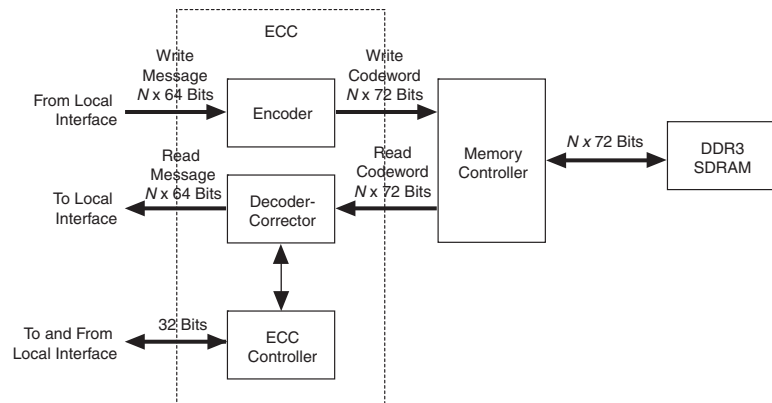 ECC
Write
Message
N x 64 Bits
Write
Codeword
N x 72 Bits
From Local
Interface
Encoder
Read
Message
N x 64 Bits
Read
Codeword
N x 72 Bits
To Local
Interface
Decoder-
Corrector
Memory
Controller
N x 72 Bits
DDR3
SDRAM
To and From
Local Interface
32 Bits
ECC
Controller